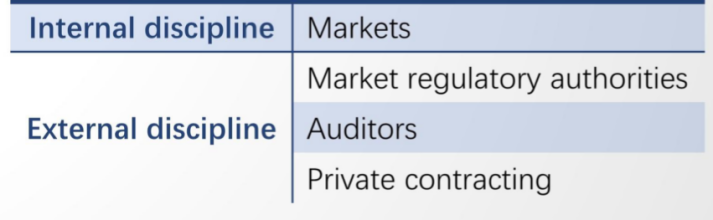 Internal discipline Markets
Market regulatory authorities
External discipline Auditors
Private contracting